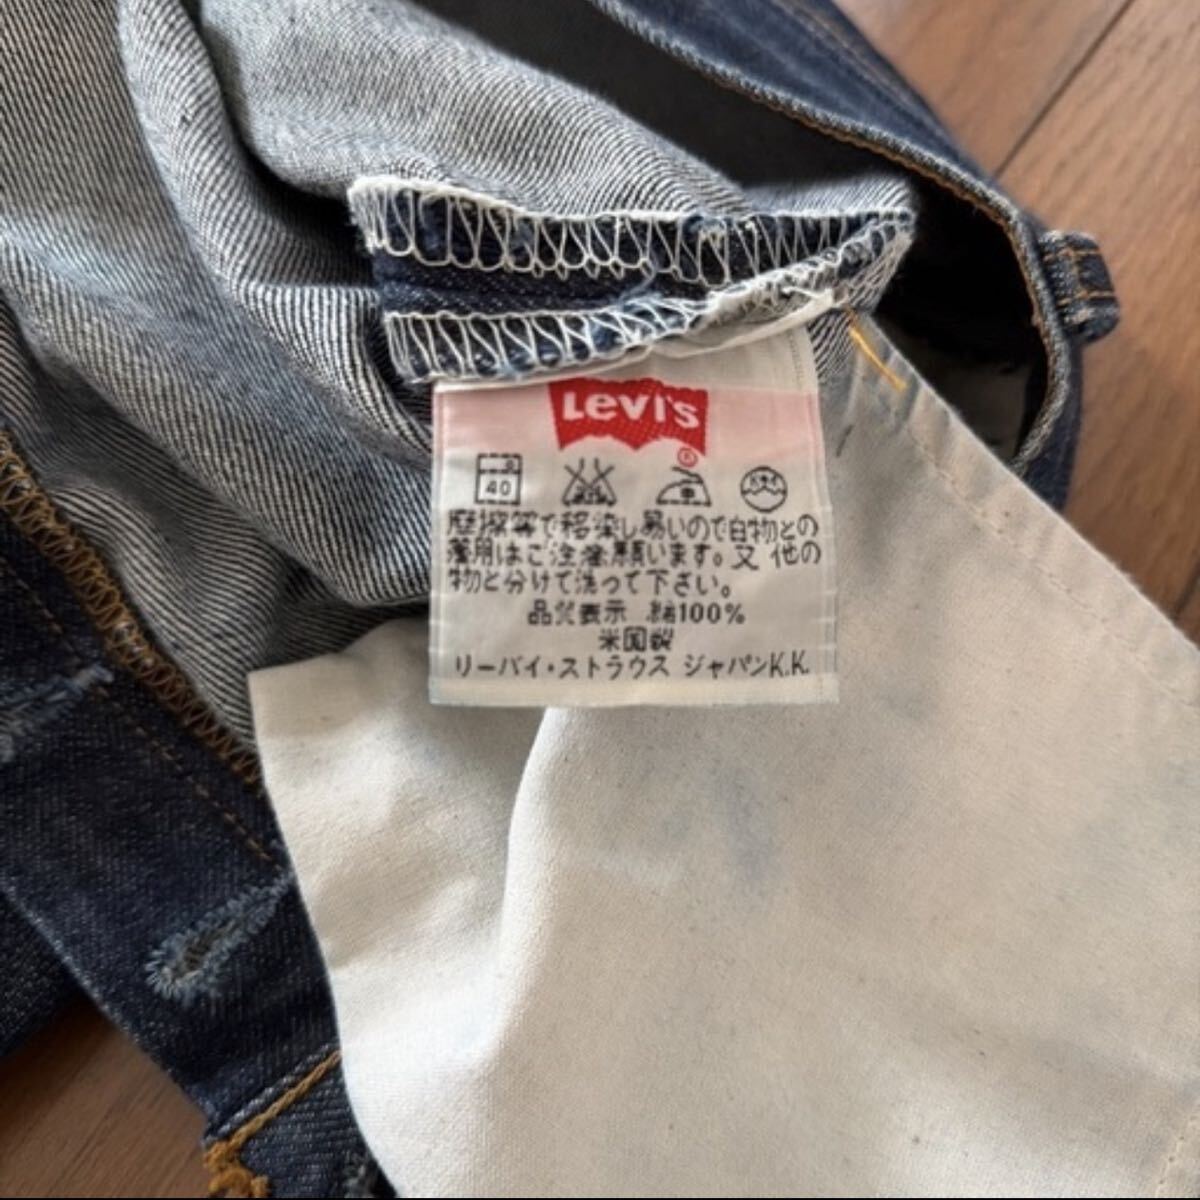 Levi's
®
40
摩擦等で移染し易いので白物との
着用はご注意願います。又 他の
物と分けて洗って下さい。
品質表示 綿100%
米国製
リーバイ・ストラウス ジャパンK.K.